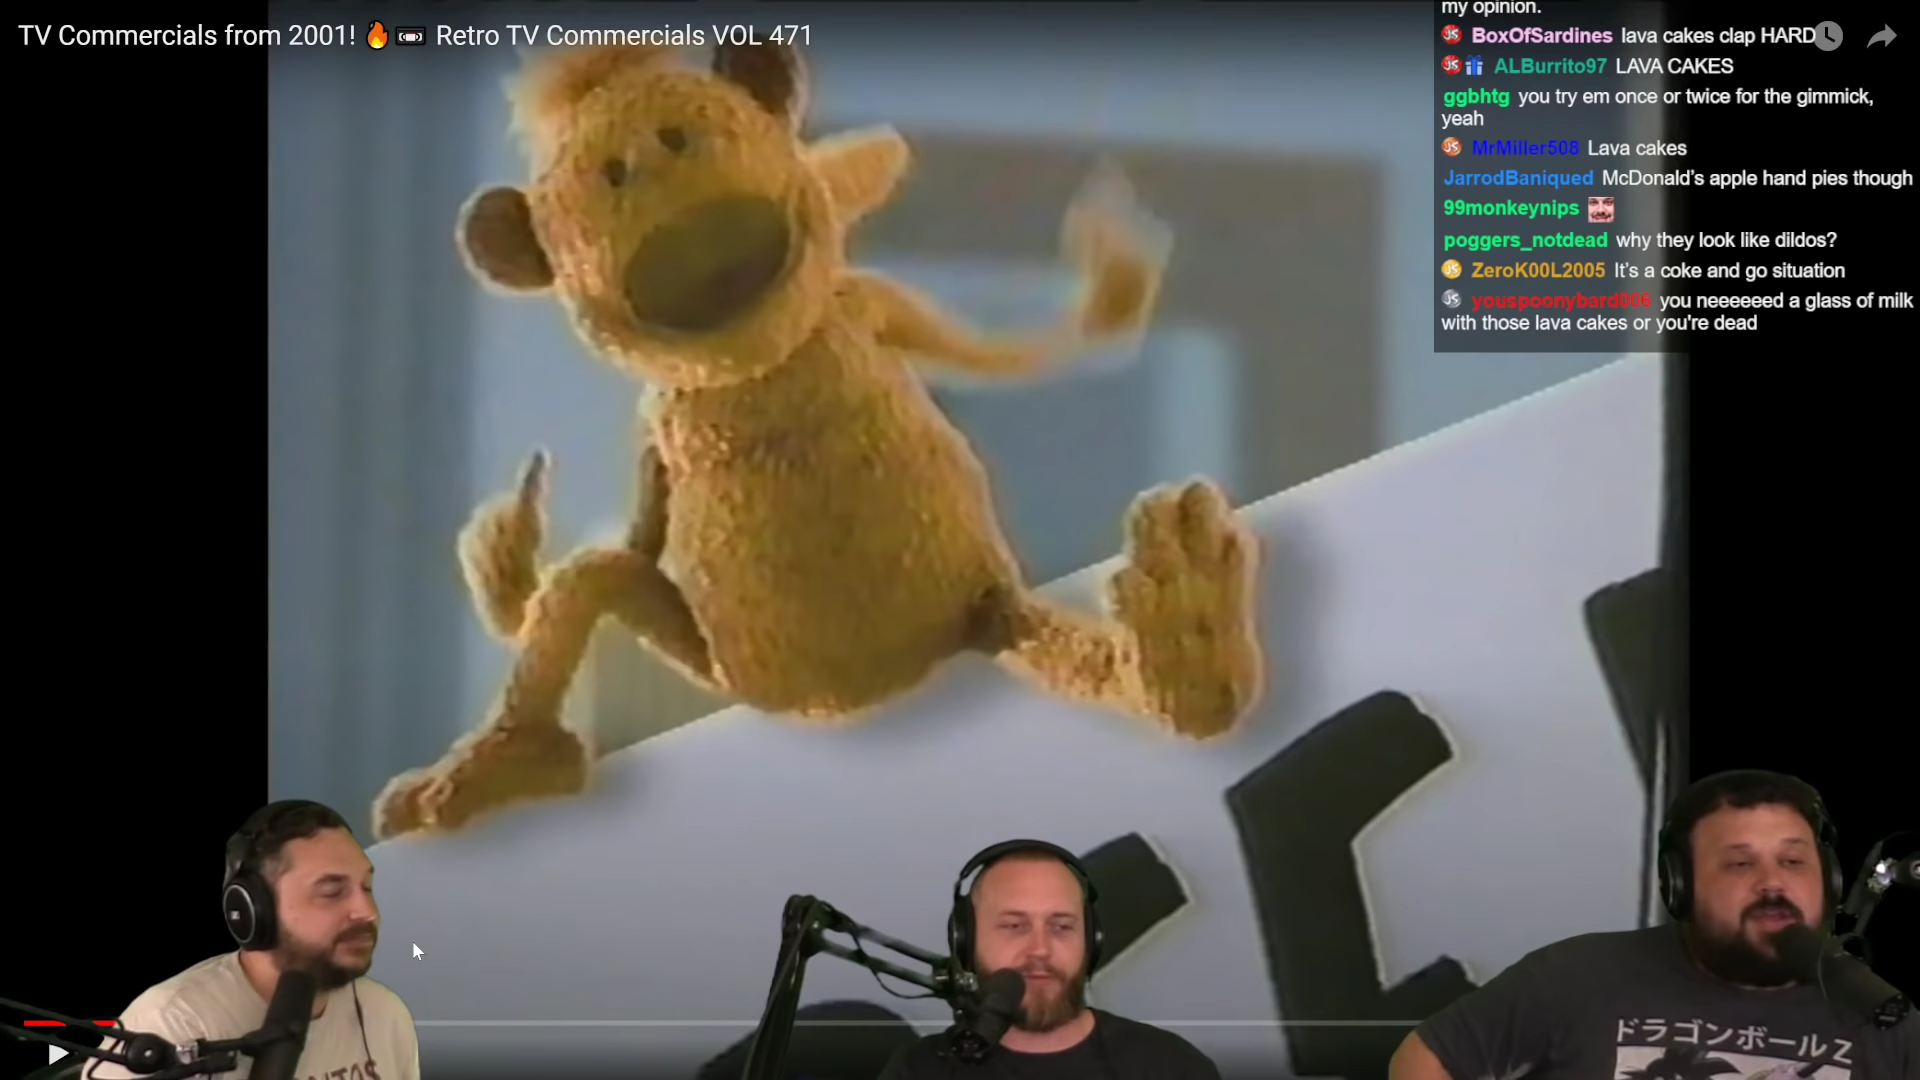 TV Commercials from 2001! 🔥📼 Retro TV Commercials VOL 471
my opinion.
BoxOfSardines lava cakes clap HARD
ALBurrito97 LAVA CAKES
ggbhtg you try em once or twice for the gimmick,
yeah
MrMiller508 Lava cakes
JarrodBaniqued McDonald's apple hand pies though
99monkeynips
poggers_notdead why they look like dildos?
ZeroK00L2005 It's a coke and go situation
youspoonybard006 you neeeeeed a glass of milk
with those lava cakes or you're dead
ドラゴンボールZ